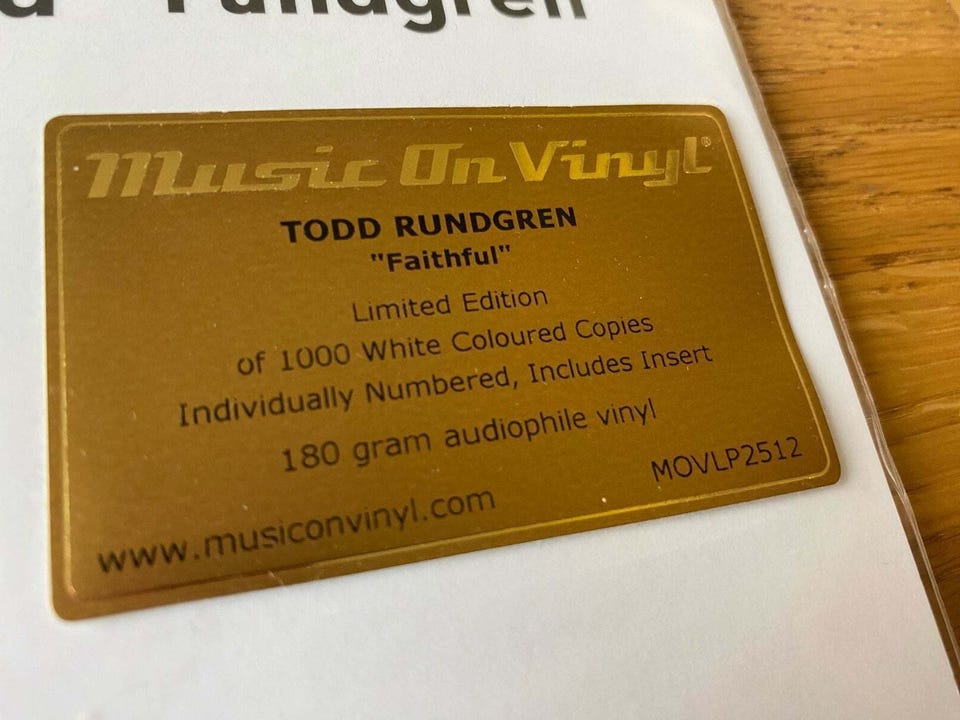 Rundgren
Music On Vinyl®
TODD RUNDGREN
"Faithful"
Limited Edition
of 1000 White Coloured Copies
Individually Numbered, Includes Insert
180 gram audiophile vinyl
MOVLP2512
www.musiconvinyl.com